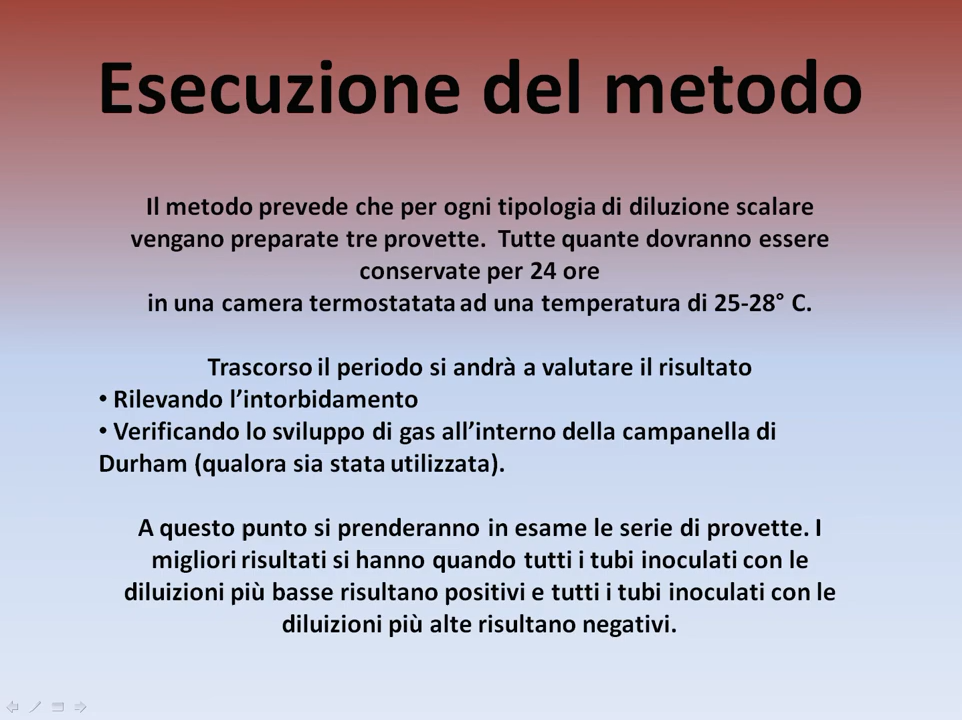 Esecuzione del metodo
Il metodo prevede che per ogni tipologia di diluzione scalare
vengano preparate tre provette. Tutte quante dovranno essere
conservate per 24 ore
in una camera termostatata ad una temperatura di 25-28° C.
Trascorso il periodo si andrà a valutare il risultato
• Rilevando l’intorbidamento
• Verificando lo sviluppo di gas all’interno della campanella di
Durham (qualora sia stata utilizzata).
A questo punto si prenderanno in esame le serie di provette. I
migliori risultati si hanno quando tutti i tubi inoculati con le
diluizioni più basse risultano positivi e tutti i tubi inoculati con le
diluizioni più alte risultano negativi.